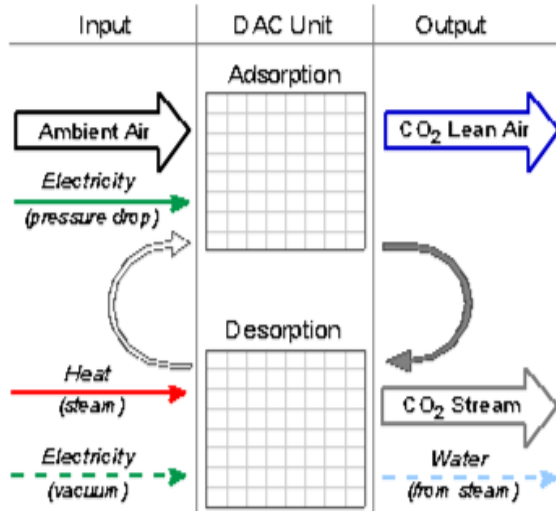 Input DAC Unit Output
Adsorption
Ambient Air
CO₂ Lean Air
Electricity
(pressure drop)
Desorption
Heat
(steam)
CO₂ Stream
Electricity
(vacuum)
Water
(from steam)